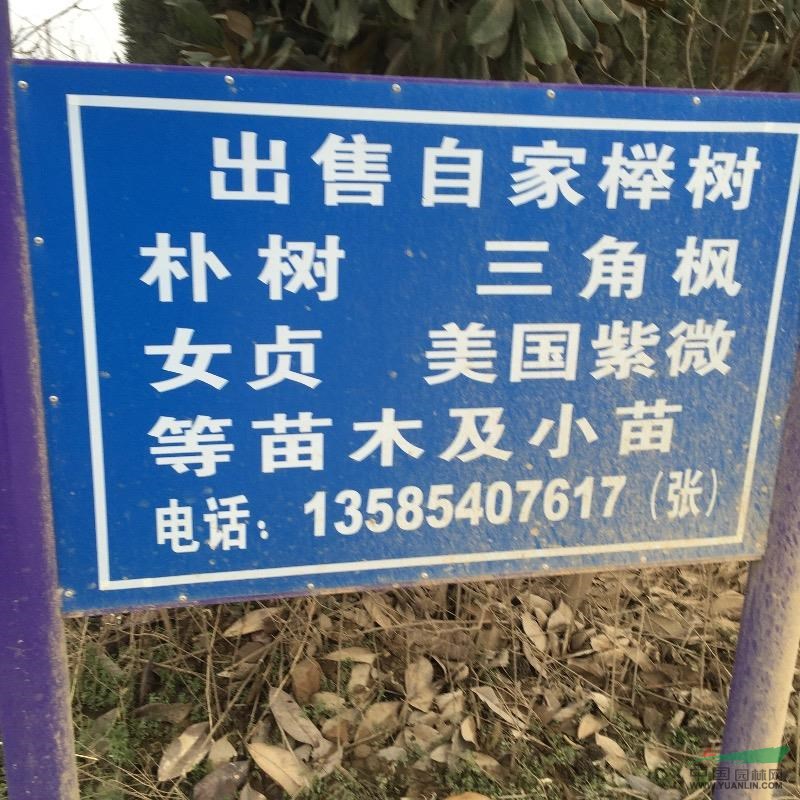 出售自家榉树
朴树 三角枫
女贞 美国紫微
等苗木及小苗
电话：13585407617（张）
中国园林网
WWW.YUANLIN.COM